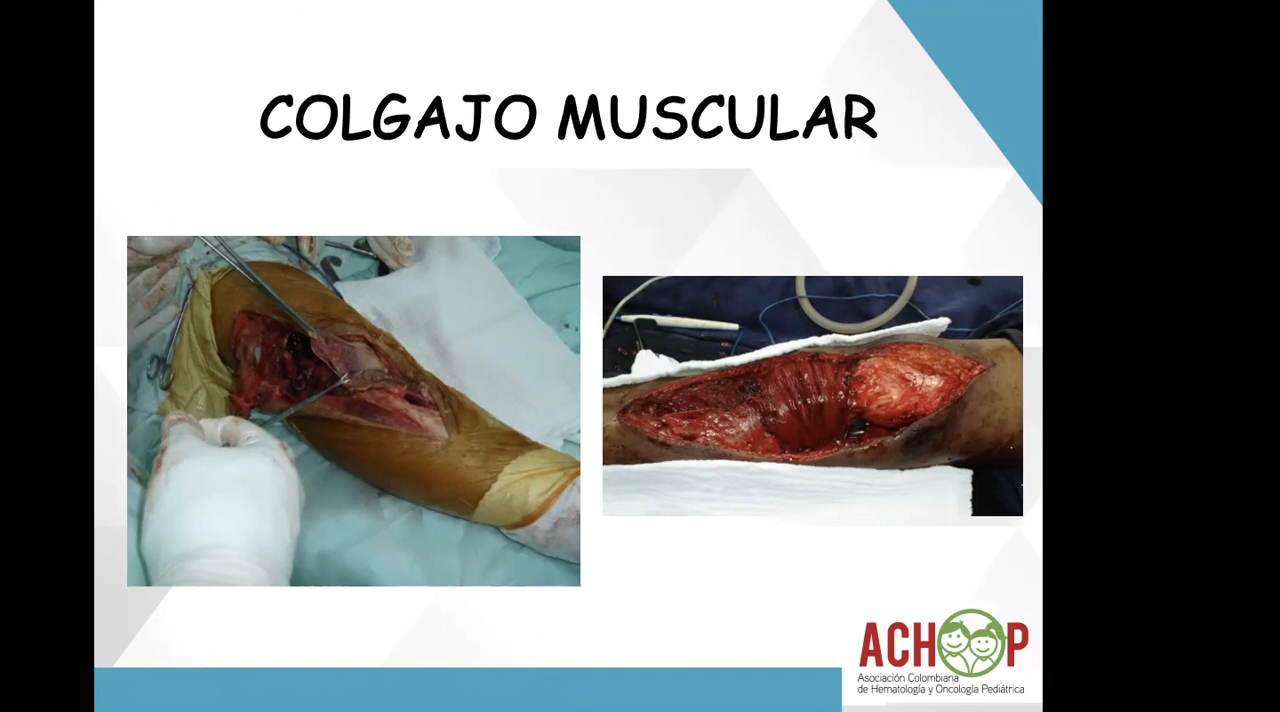 COLGAJO MUSCULAR
ACHOP
Asociación Colombiana
de Hematología y Oncología Pediátrica